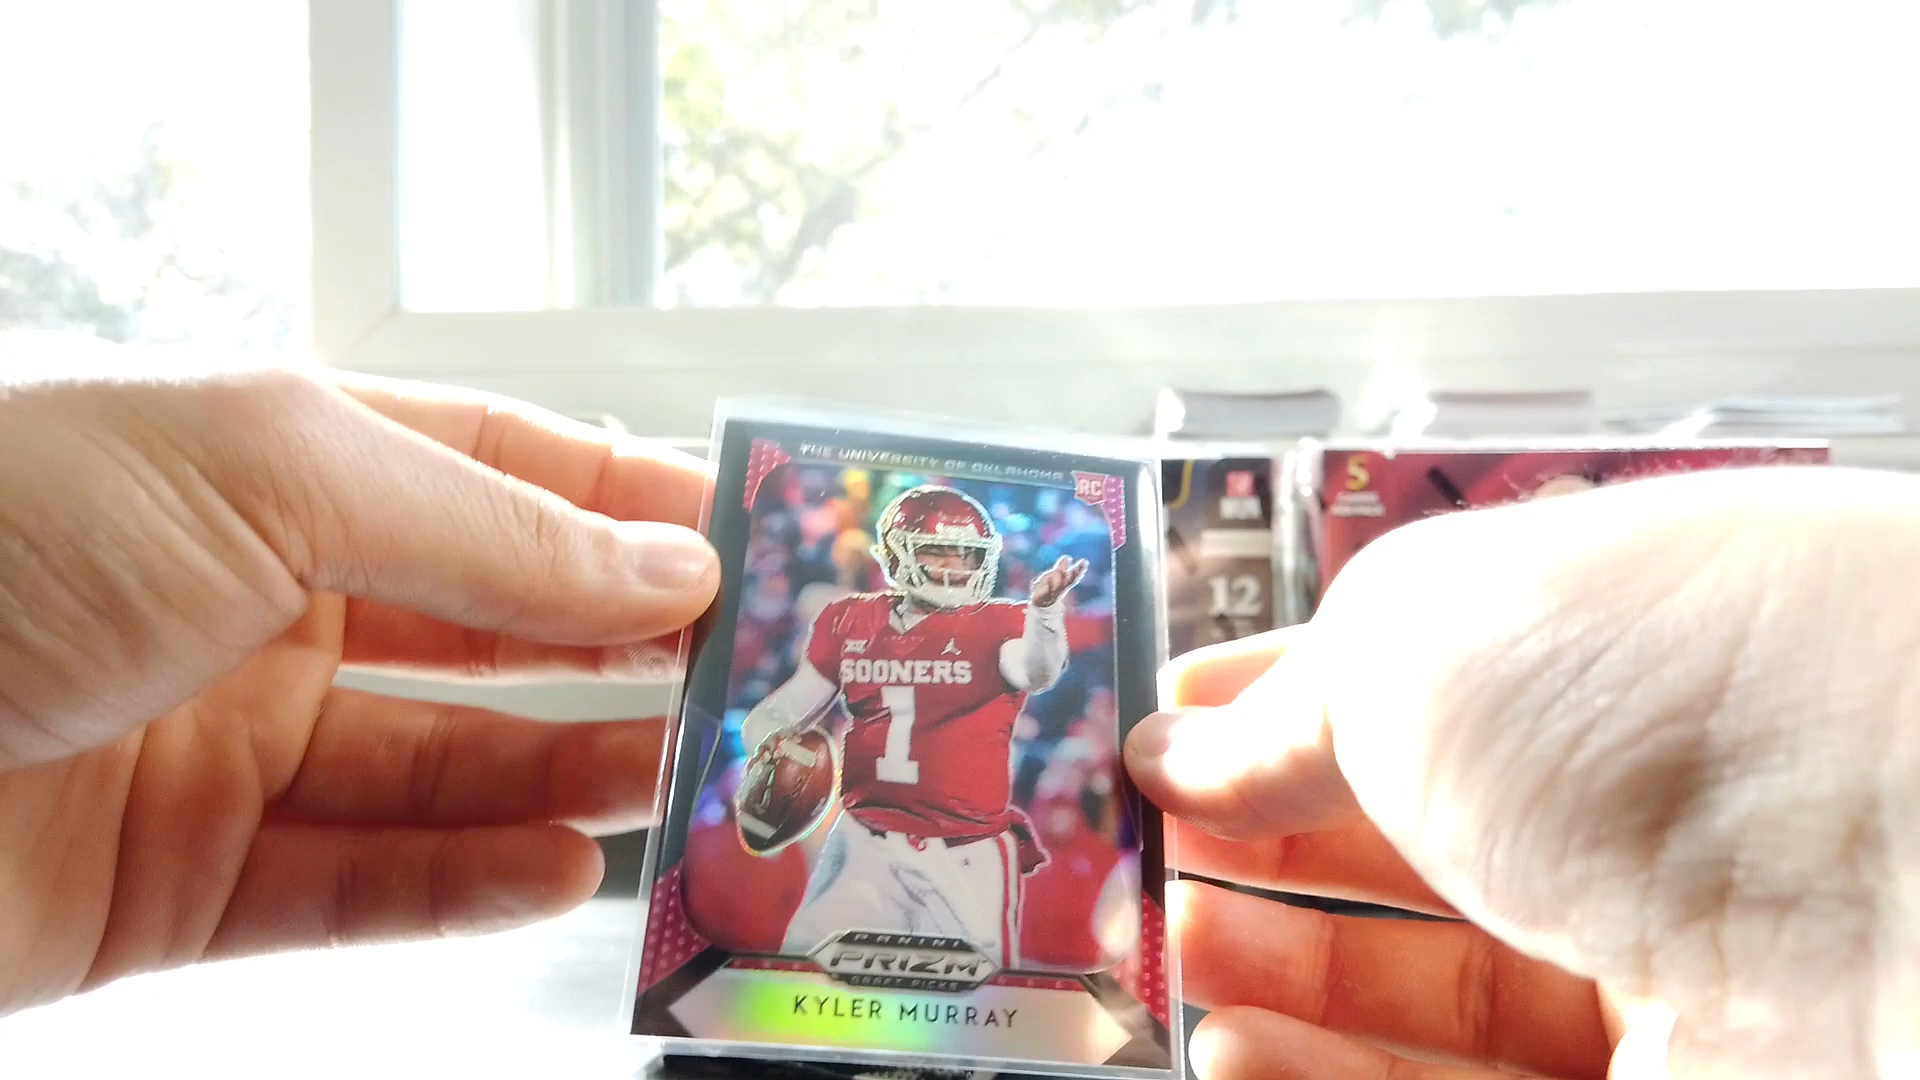 THE UNIVERSITY OF OKLAHOMA
RC
SOONERS
1
PANINI
PRIZM
DRAFT PICKS
KYLER MURRAY
12
5